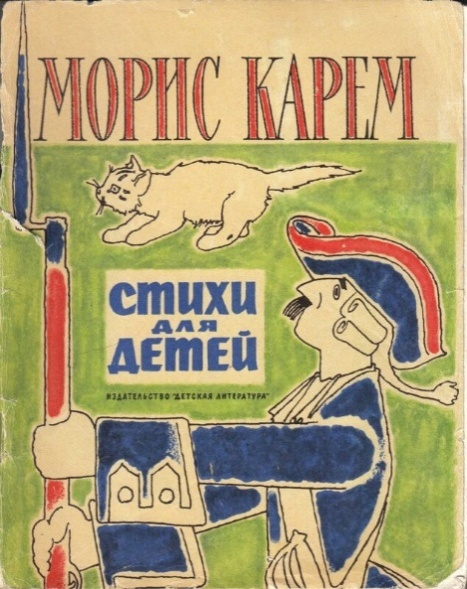 МОРИС КАРЕМ
СТИХИ
ДЛЯ
ДЕТЕЙ
ИЗДАТЕЛЬСТВО "ДЕТСКАЯ ЛИТЕРАТУРА"